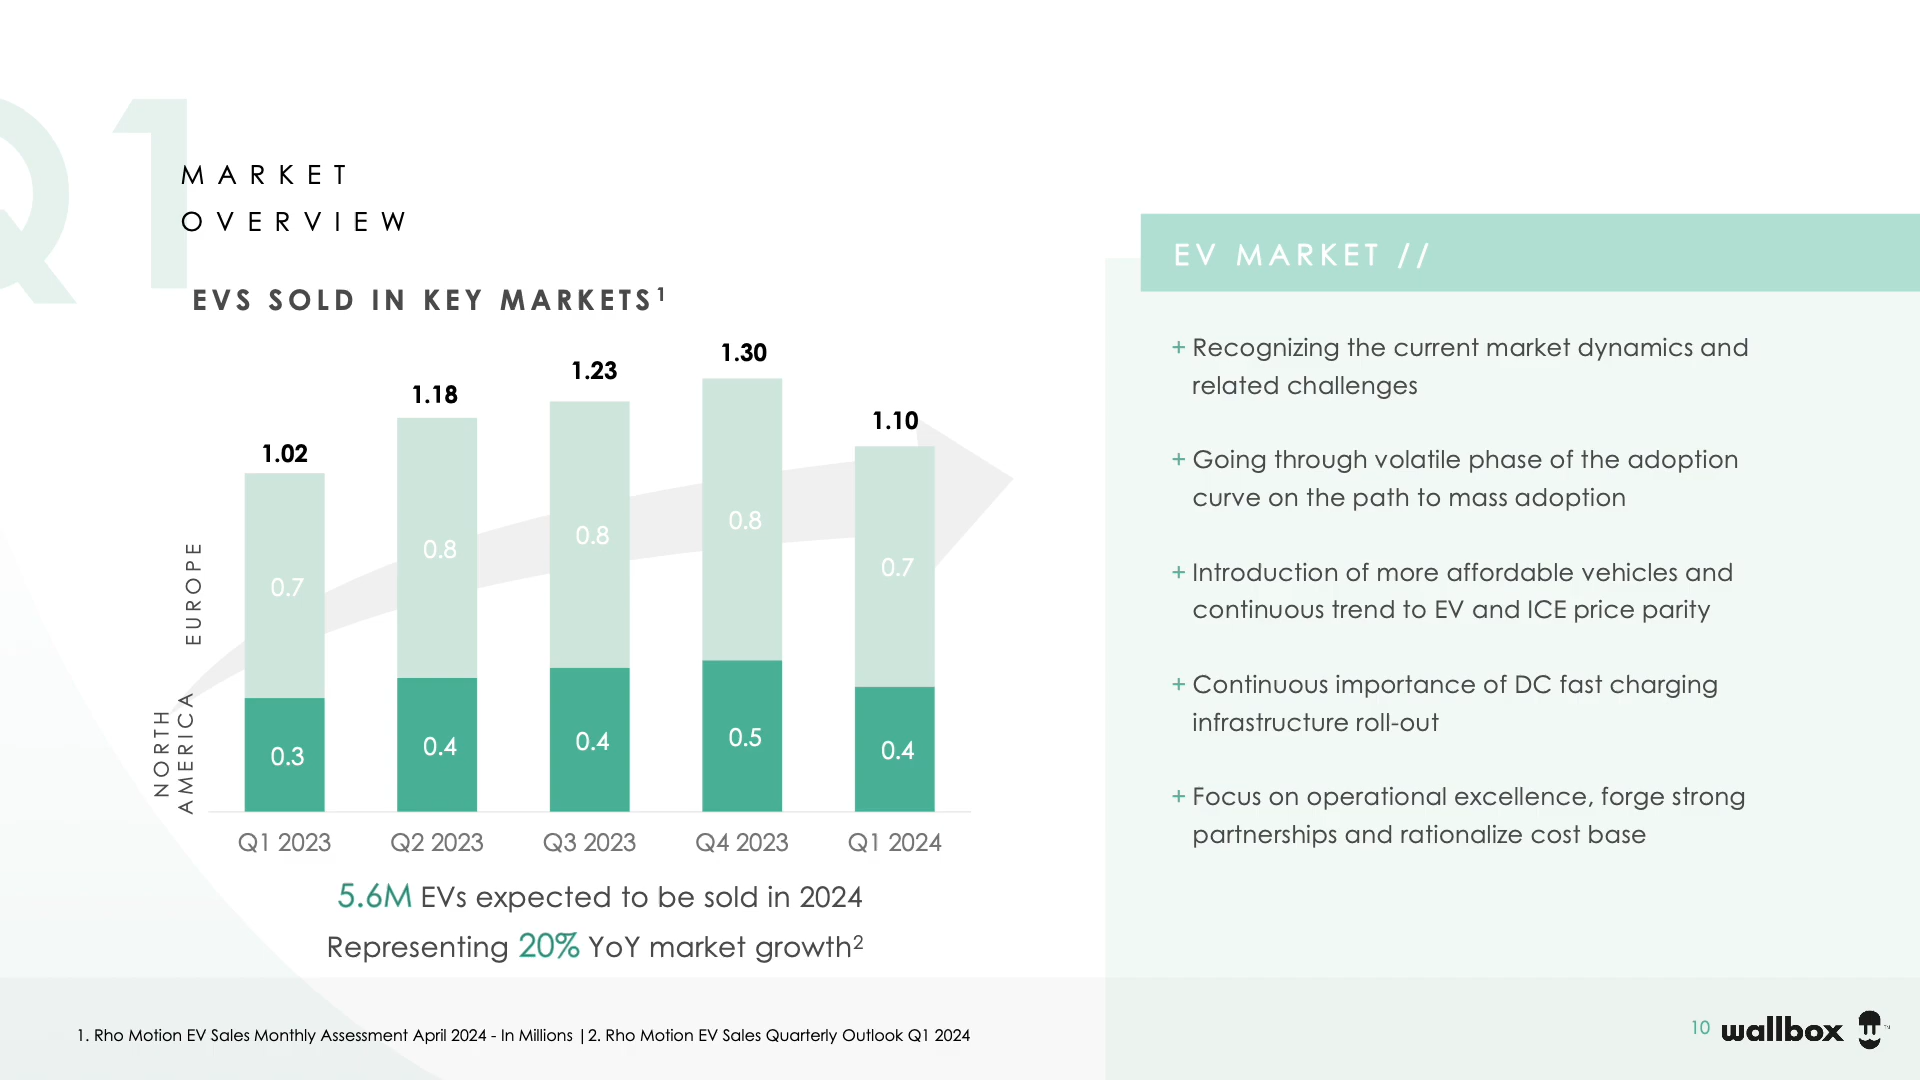 Q1
MARKET
OVERVIEW
EVS SOLD IN KEY MARKETS¹
1.02
1.18
1.23
1.30
1.10
EUROPE
0.7
0.8
0.8
0.8
0.7
NORTH
AMERICA
0.3
0.4
0.4
0.5
0.4
Q1 2023
Q2 2023
Q3 2023
Q4 2023
Q1 2024
5.6M EVs expected to be sold in 2024
Representing 20% YoY market growth²
EV MARKET //
+ Recognizing the current market dynamics and
related challenges
+ Going through volatile phase of the adoption
curve on the path to mass adoption
+ Introduction of more affordable vehicles and
continuous trend to EV and ICE price parity
+ Continuous importance of DC fast charging
infrastructure roll-out
+ Focus on operational excellence, forge strong
partnerships and rationalize cost base
1. Rho Motion EV Sales Monthly Assessment April 2024 - In Millions | 2. Rho Motion EV Sales Quarterly Outlook Q1 2024
10 wallbox ™